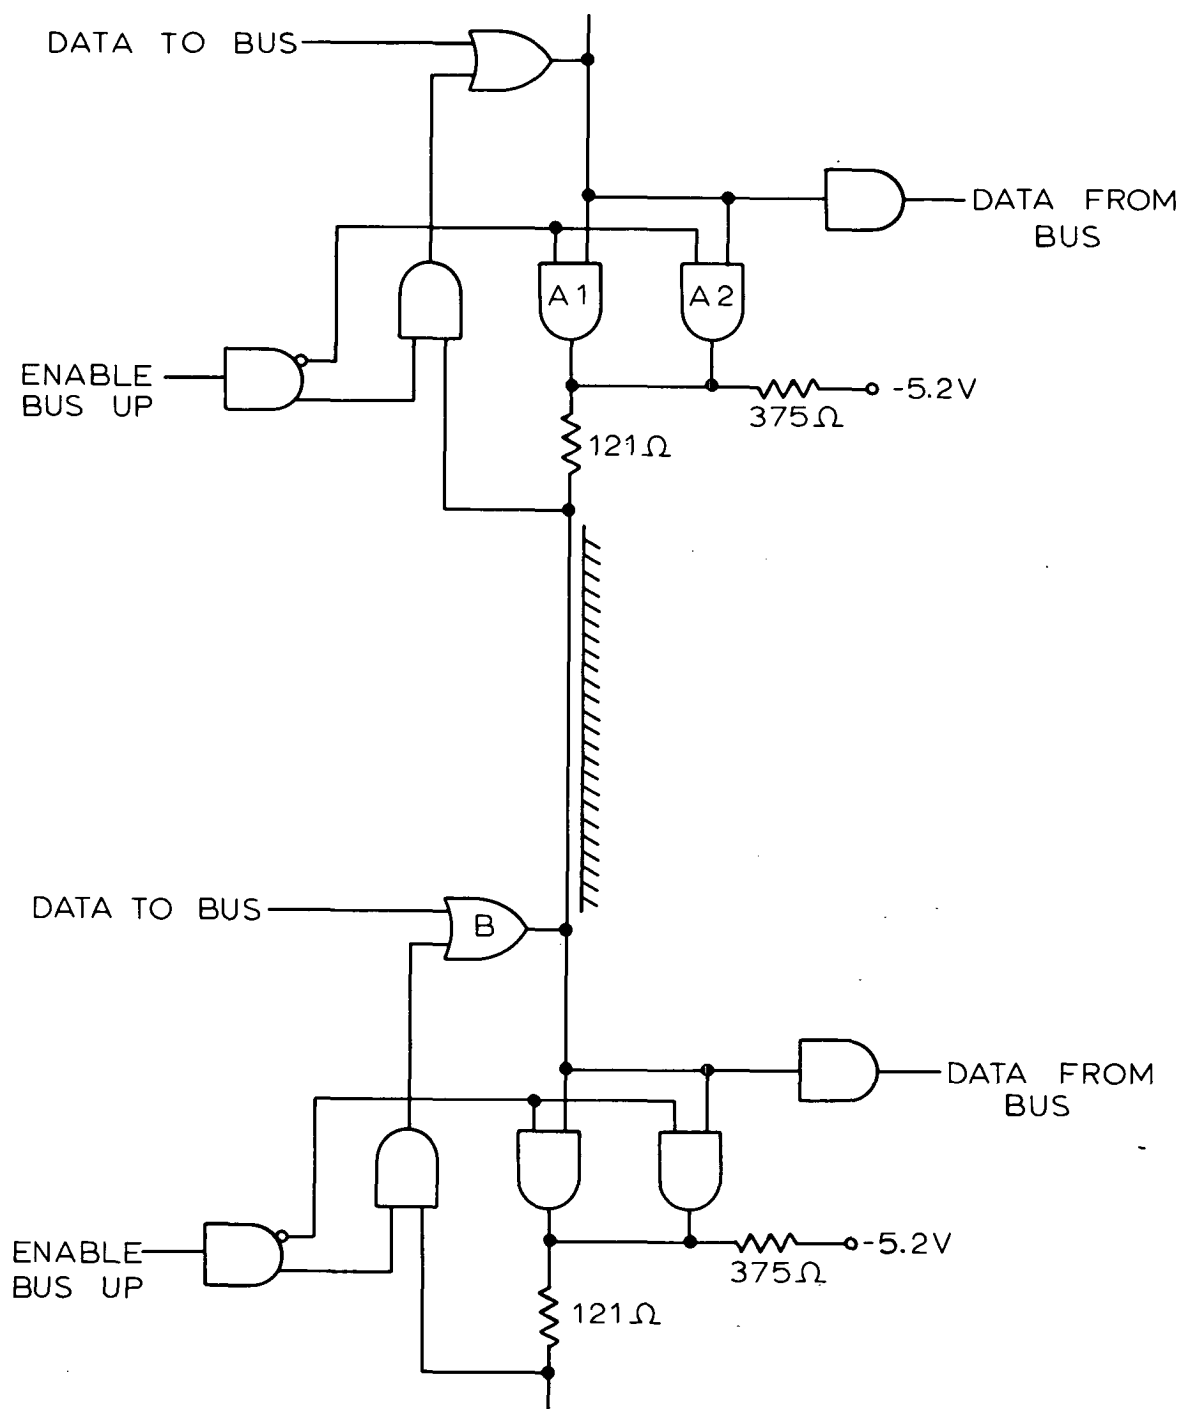 DATA TO BUS
DATA FROM
BUS
A1
A2
ENABLE
BUS UP
-5.2V
375Ω
121Ω
DATA TO BUS
B
DATA FROM
BUS
ENABLE
BUS UP
-5.2V
375Ω
121Ω